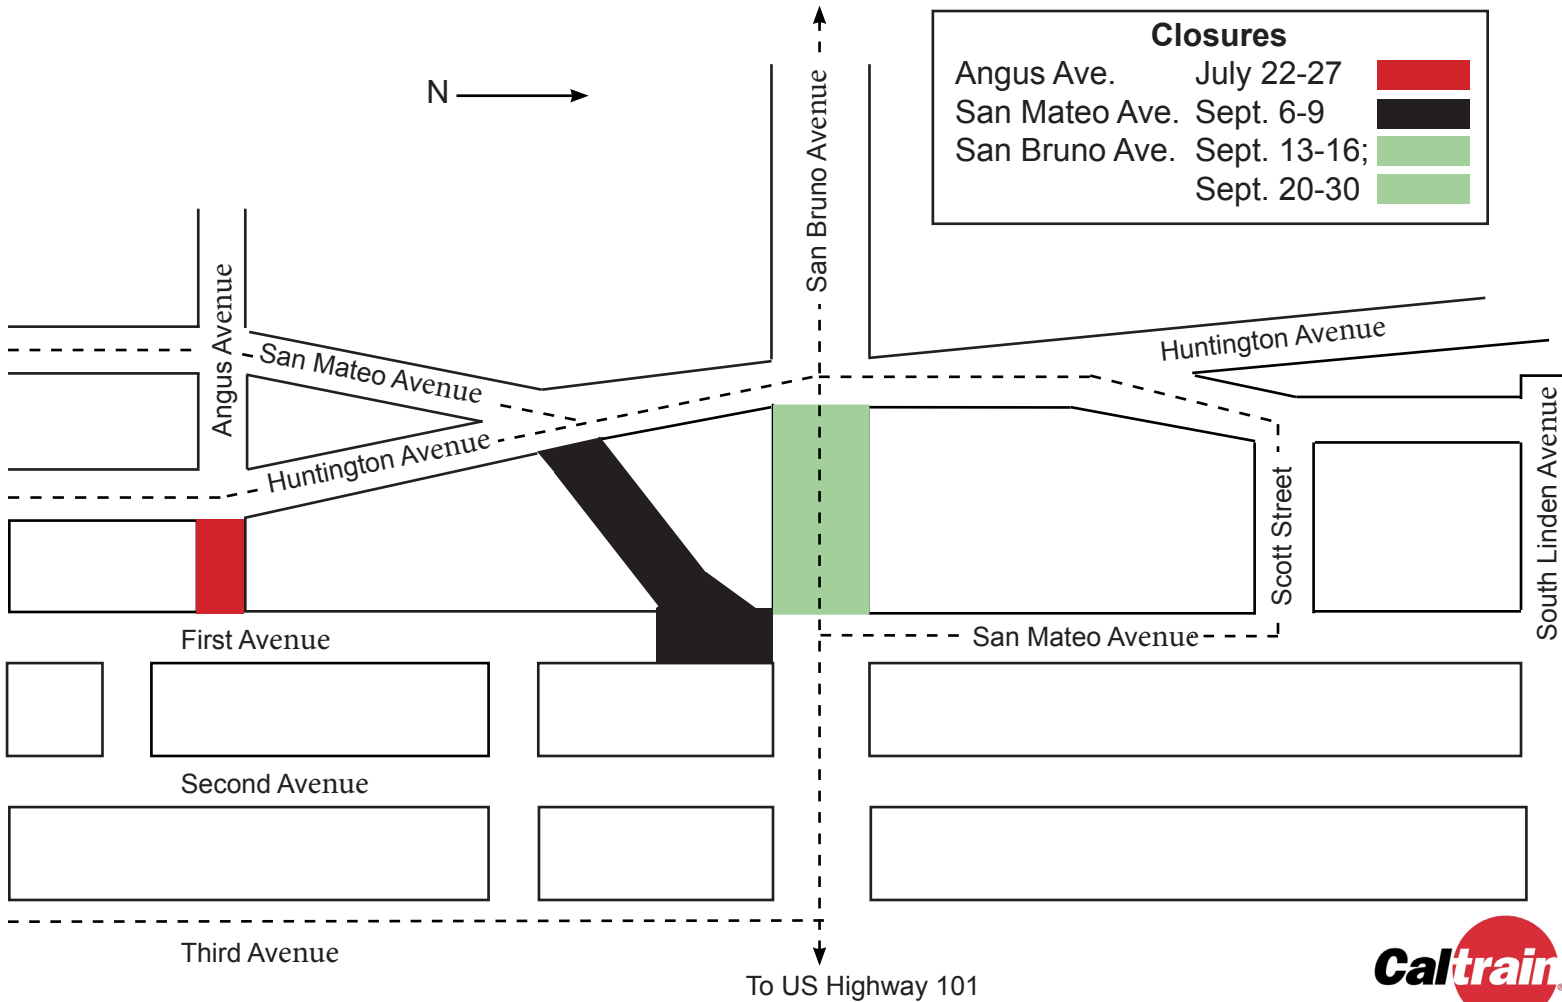 Closures
Angus Ave. July 22-27
San Mateo Ave. Sept. 6-9
San Bruno Ave. Sept. 13-16;
Sept. 20-30
N
San Bruno Avenue
Angus Avenue
San Mateo Avenue
Huntington Avenue
Huntington Avenue
South Linden Avenue
Scott Street
First Avenue
San Mateo Avenue
Second Avenue
Third Avenue
To US Highway 101
Caltrain